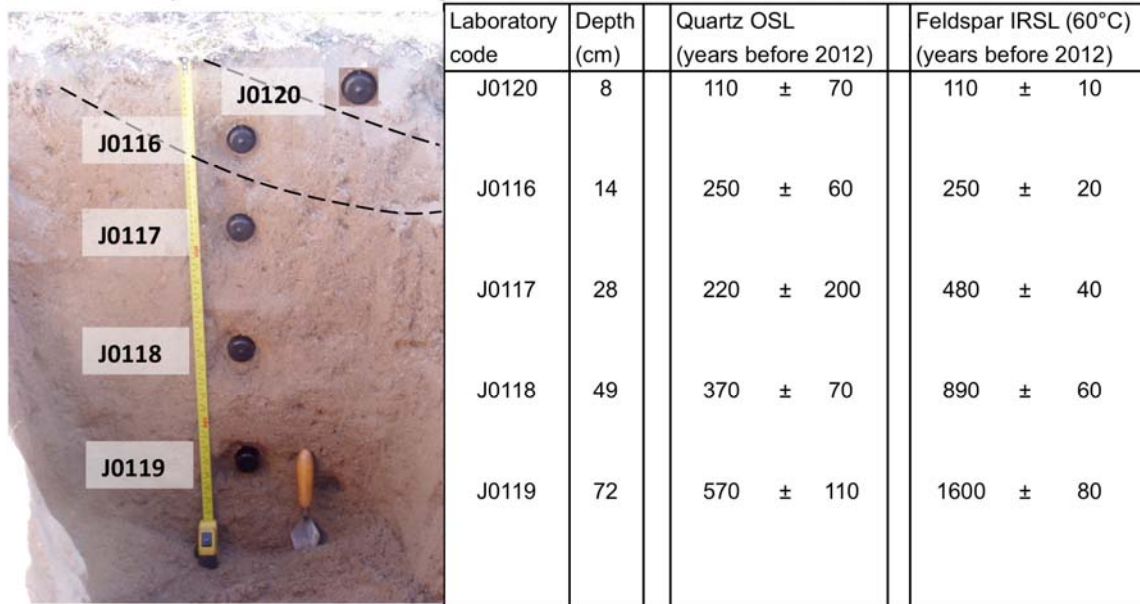 J0120
J0116
J0117
J0118
J0119
Laboratory code Depth (cm) Quartz OSL (years before 2012) Feldspar IRSL (60°C) (years before 2012)
J0120 8 110 ± 70 110 ± 10
J0116 14 250 ± 60 250 ± 20
J0117 28 220 ± 200 480 ± 40
J0118 49 370 ± 70 890 ± 60
J0119 72 570 ± 110 1600 ± 80